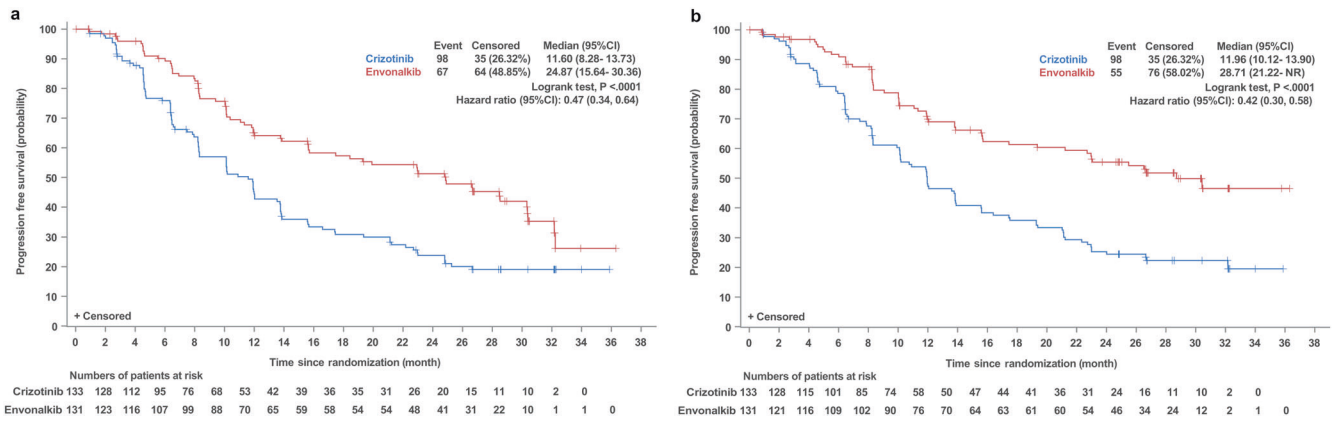 a
Event Censored Median (95%CI)
Crizotinib 98 35 (26.32%) 11.60 (8.28- 13.73)
Envonalkib 67 64 (48.85%) 24.87 (15.64- 30.36)
Logrank test, P <.0001
Hazard ratio (95%CI): 0.47 (0.34, 0.64)
Progression free survival (probability)
100
90
80
70
60
50
40
30
20
10
0
+ Censored
0 2 4 6 8 10 12 14 16 18 20 22 24 26 28 30 32 34 36 38
Time since randomization (month)
Numbers of patients at risk
Crizotinib 133 128 112 95 76 68 53 42 39 36 35 31 26 20 15 11 10 2 0
Envonalkib 131 123 116 107 99 88 70 65 59 58 54 54 48 41 31 22 10 1 1 0
b
Event Censored Median (95%CI)
Crizotinib 98 35 (26.32%) 11.96 (10.12- 13.90)
Envonalkib 55 76 (58.02%) 28.71 (21.22- NR)
Logrank test, P <.0001
Hazard ratio (95%CI): 0.42 (0.30, 0.58)
Progression free survival (probability)
100
90
80
70
60
50
40
30
20
10
0
+ Censored
0 2 4 6 8 10 12 14 16 18 20 22 24 26 28 30 32 34 36 38
Time since randomization (month)
Numbers of patients at risk
Crizotinib 133 128 115 101 85 74 58 50 47 44 41 36 31 24 16 11 10 2 0
Envonalkib 131 121 116 109 102 90 76 70 64 63 61 60 54 46 34 24 12 2 1 0